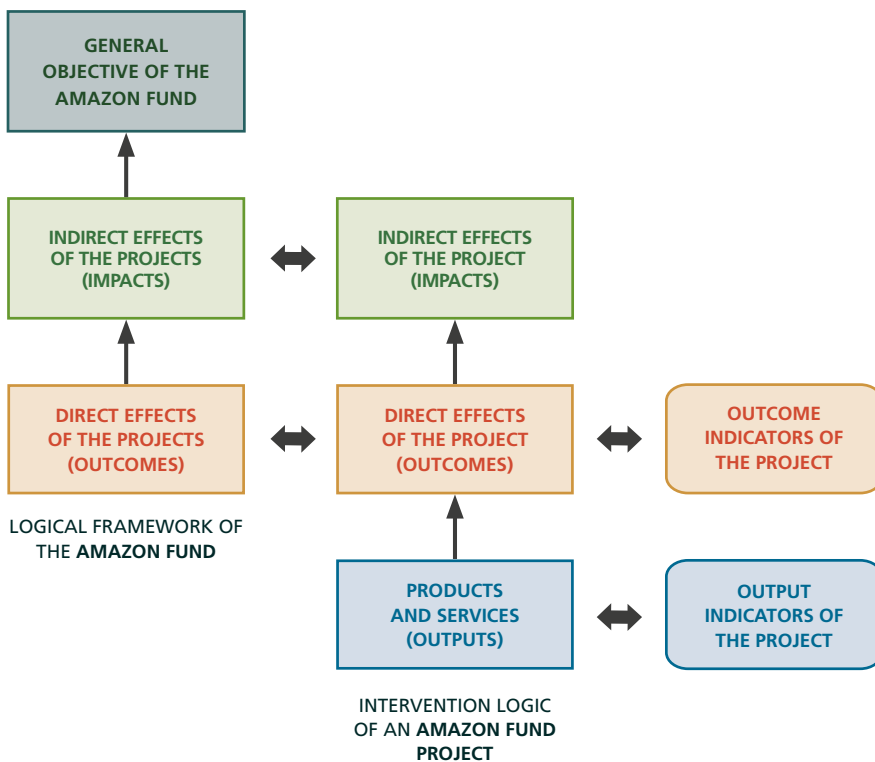 GENERAL
OBJECTIVE OF THE
AMAZON FUND
INDIRECT EFFECTS
OF THE PROJECTS
(IMPACTS)
INDIRECT EFFECTS
OF THE PROJECT
(IMPACTS)
DIRECT EFFECTS
OF THE PROJECTS
(OUTCOMES)
DIRECT EFFECTS
OF THE PROJECT
(OUTCOMES)
OUTCOME
INDICATORS OF
THE PROJECT
LOGICAL FRAMEWORK OF
THE AMAZON FUND
PRODUCTS
AND SERVICES
(OUTPUTS)
OUTPUT
INDICATORS OF
THE PROJECT
INTERVENTION LOGIC
OF AN AMAZON FUND
PROJECT